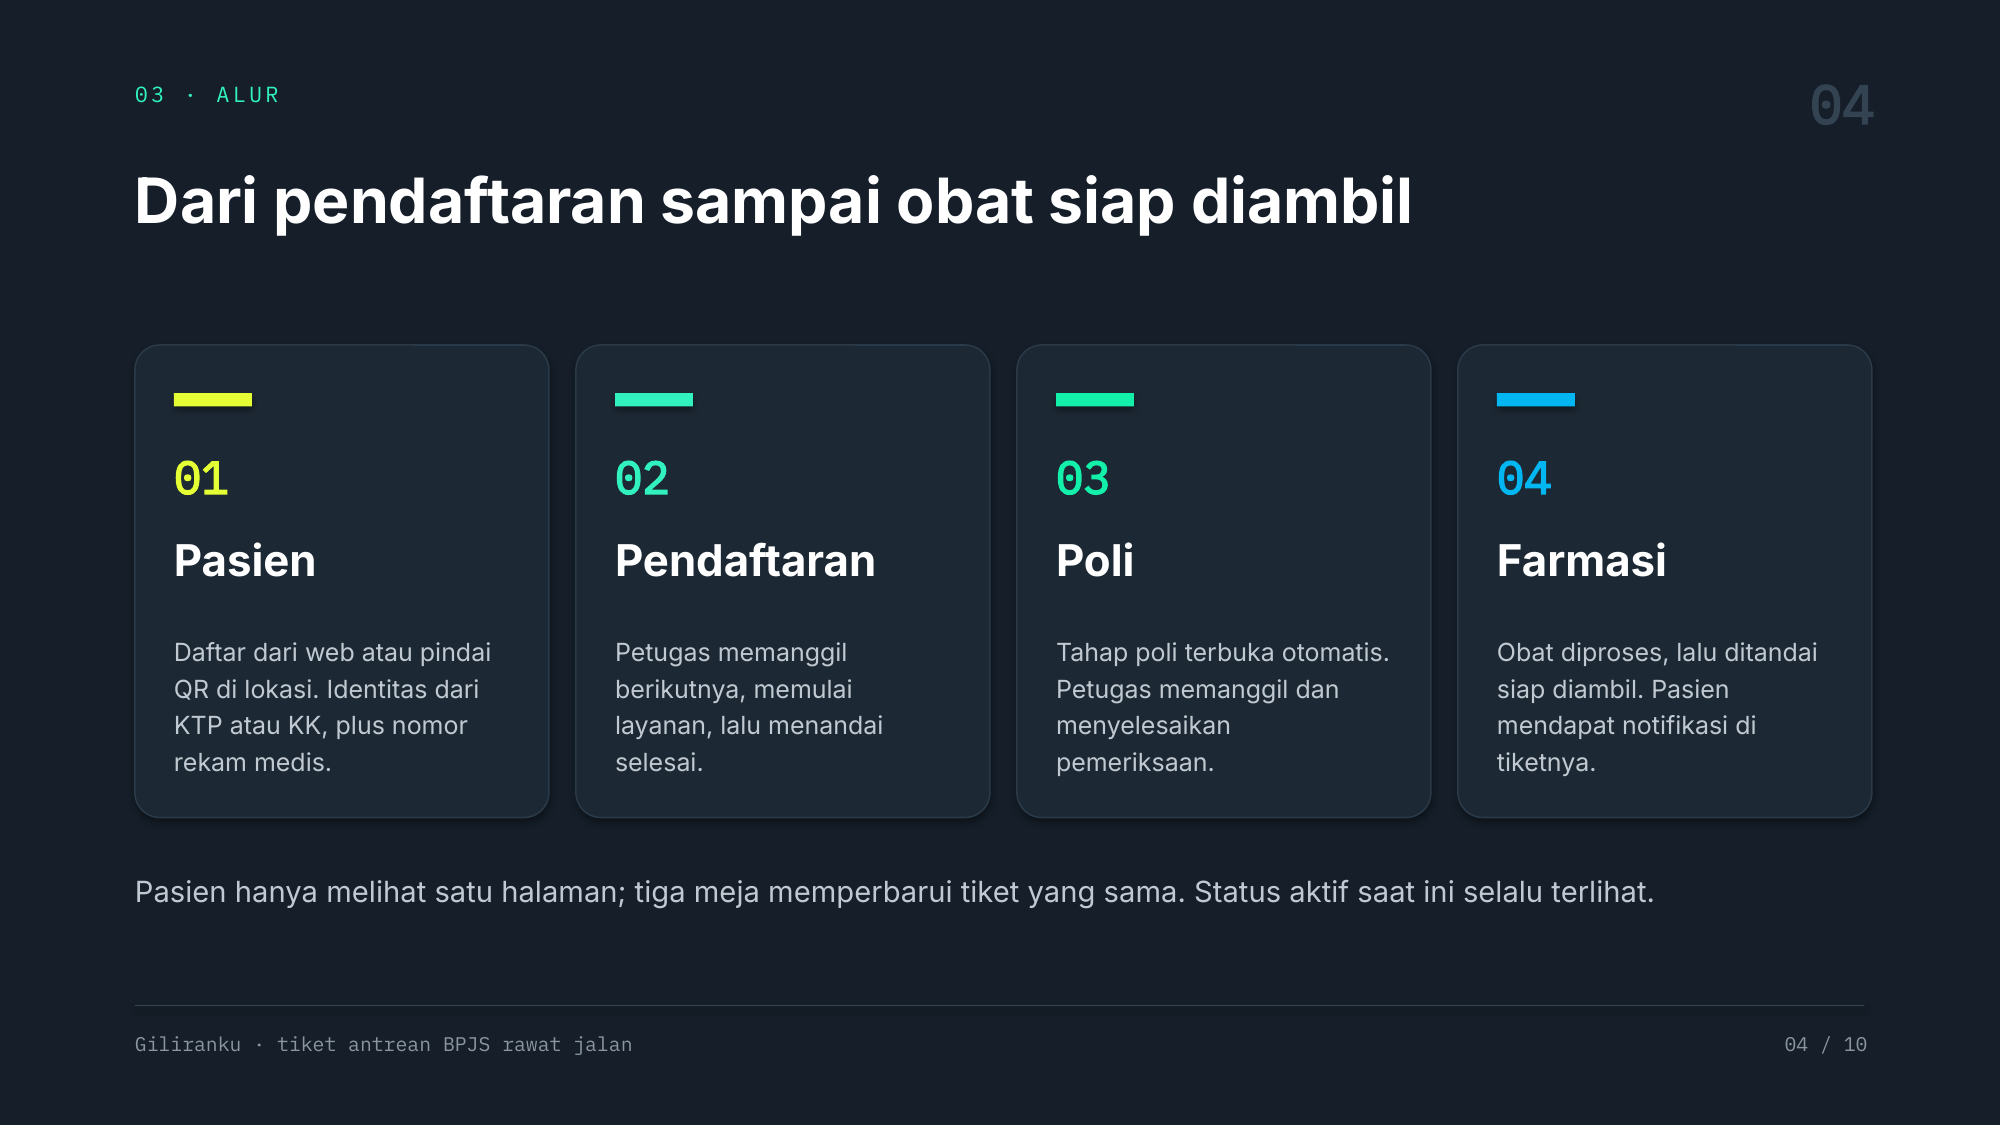 03 · ALUR
04
Dari pendaftaran sampai obat siap diambil
01
Pasien
Daftar dari web atau pindai
QR di lokasi. Identitas dari
KTP atau KK, plus nomor
rekam medis.
02
Pendaftaran
Petugas memanggil
berikutnya, memulai
layanan, lalu menandai
selesai.
03
Poli
Tahap poli terbuka otomatis.
Petugas memanggil dan
menyelesaikan
pemeriksaan.
04
Farmasi
Obat diproses, lalu ditandai
siap diambil. Pasien
mendapat notifikasi di
tiketnya.
Pasien hanya melihat satu halaman; tiga meja memperbarui tiket yang sama. Status aktif saat ini selalu terlihat.
Giliranku · tiket antrean BPJS rawat jalan
04 / 10